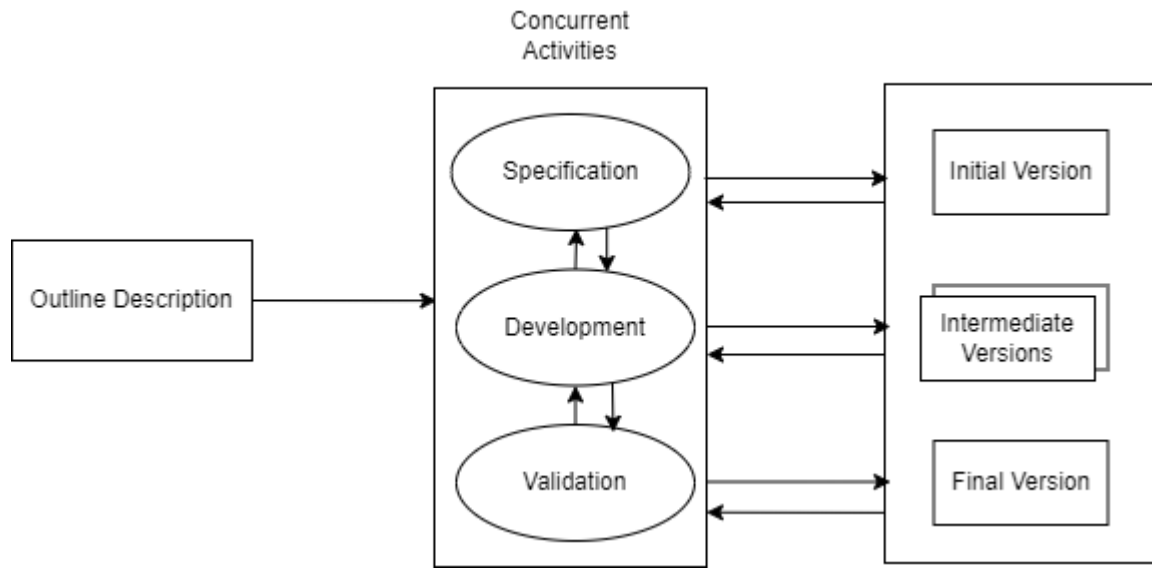 Concurrent
Activities
Specification
Initial Version
Outline Description
Development
Intermediate
Versions
Validation
Final Version